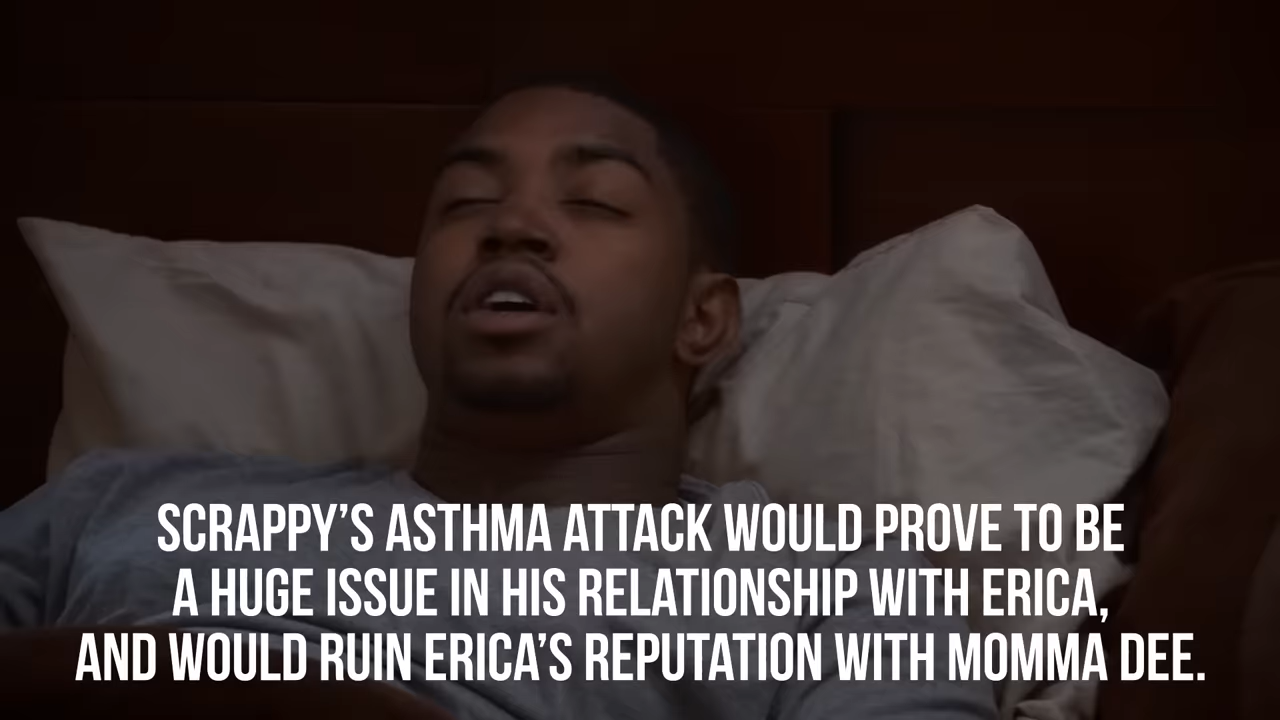 SCRAPPY’S ASTHMA ATTACK WOULD PROVE TO BE
A HUGE ISSUE IN HIS RELATIONSHIP WITH ERICA,
AND WOULD RUIN ERICA’S REPUTATION WITH MOMMA DEE.